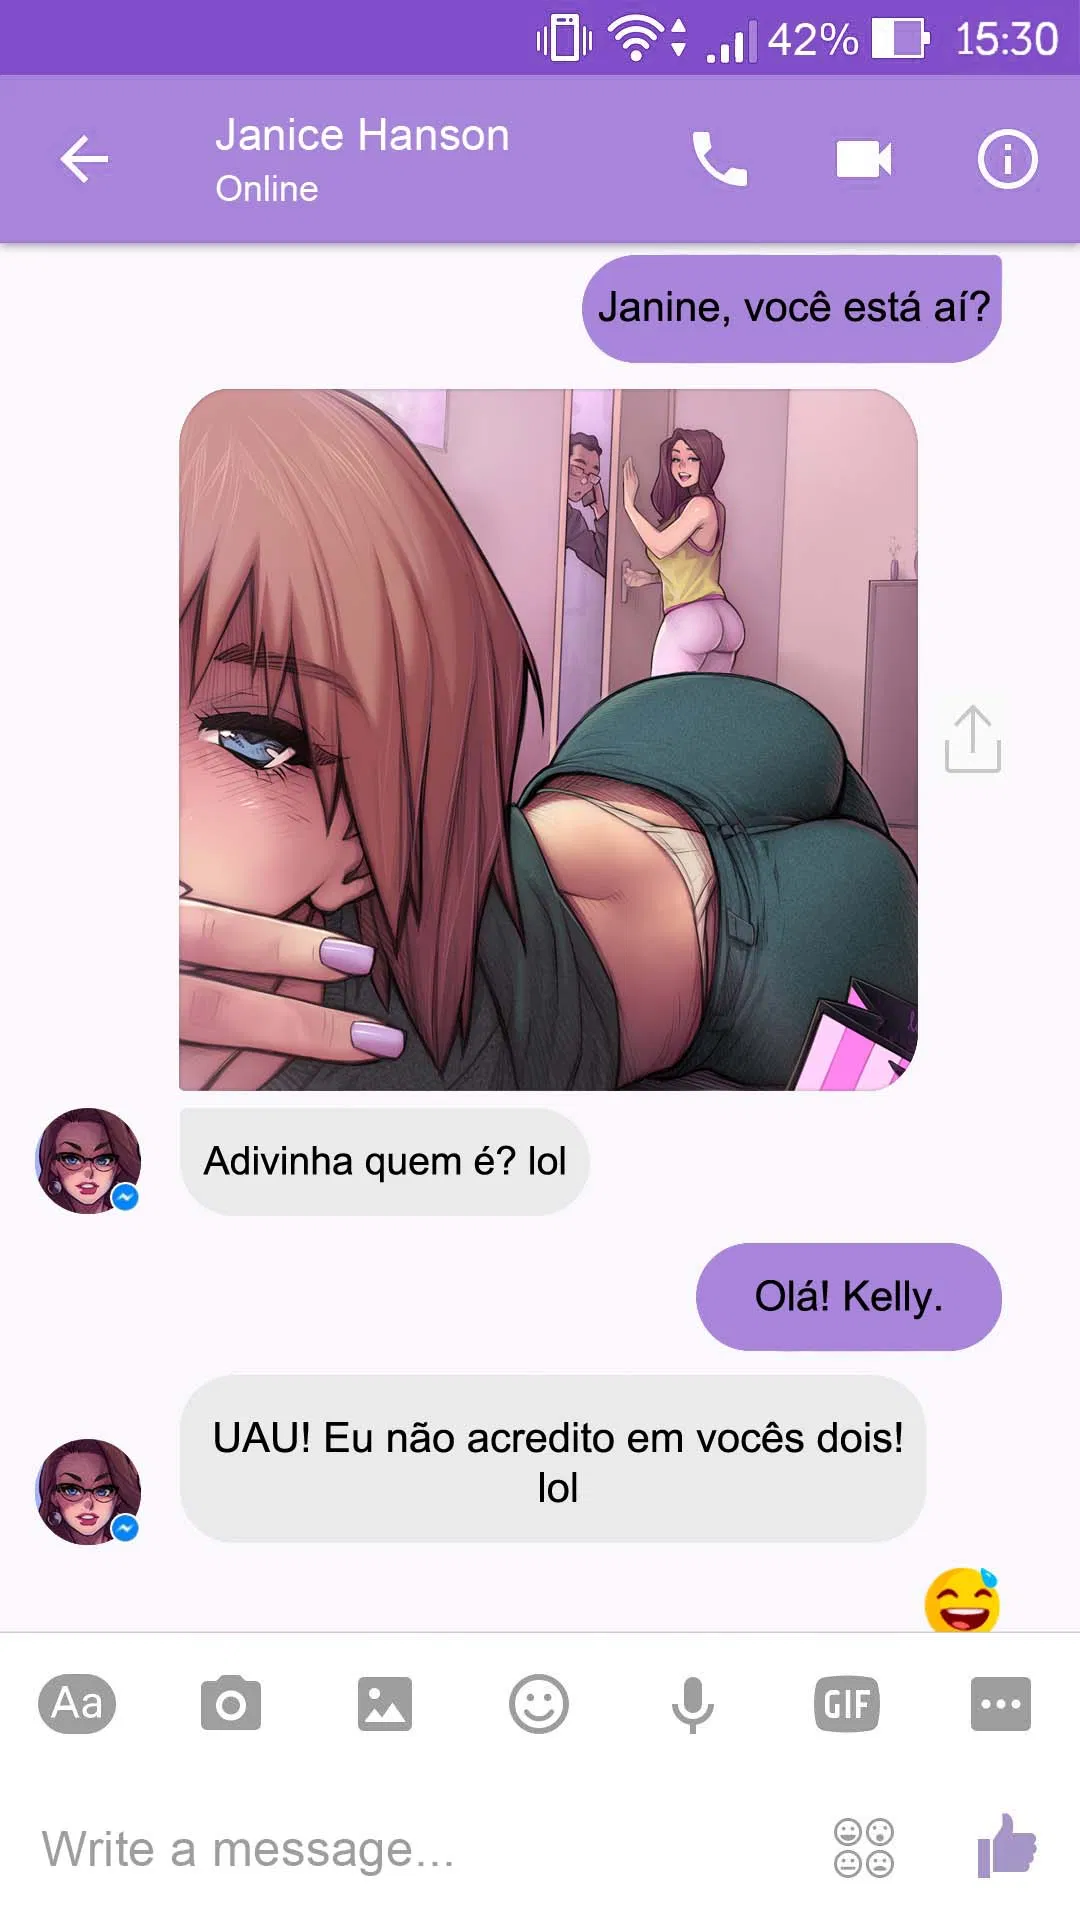 42% 15:30
Janice Hanson
Online
Janine, você está aí?
Adivinha quem é? lol
Olá! Kelly.
UAU! Eu não acredito em vocês dois!
lol
Aa
GIF
Write a message...